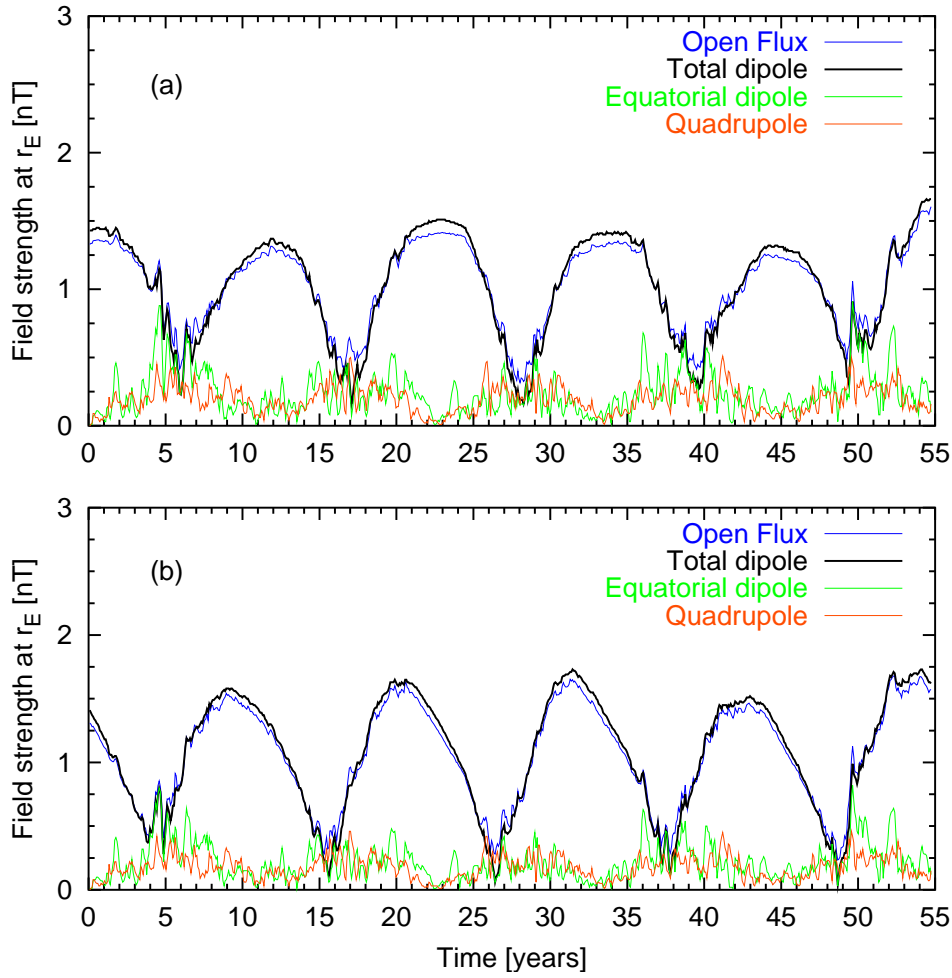 3
2
1
0
Field strength at r_E [nT]
(a)
Open Flux
Total dipole
Equatorial dipole
Quadrupole
0 5 10 15 20 25 30 35 40 45 50 55
3
2
1
0
Field strength at r_E [nT]
(b)
Open Flux
Total dipole
Equatorial dipole
Quadrupole
0 5 10 15 20 25 30 35 40 45 50 55
Time [years]